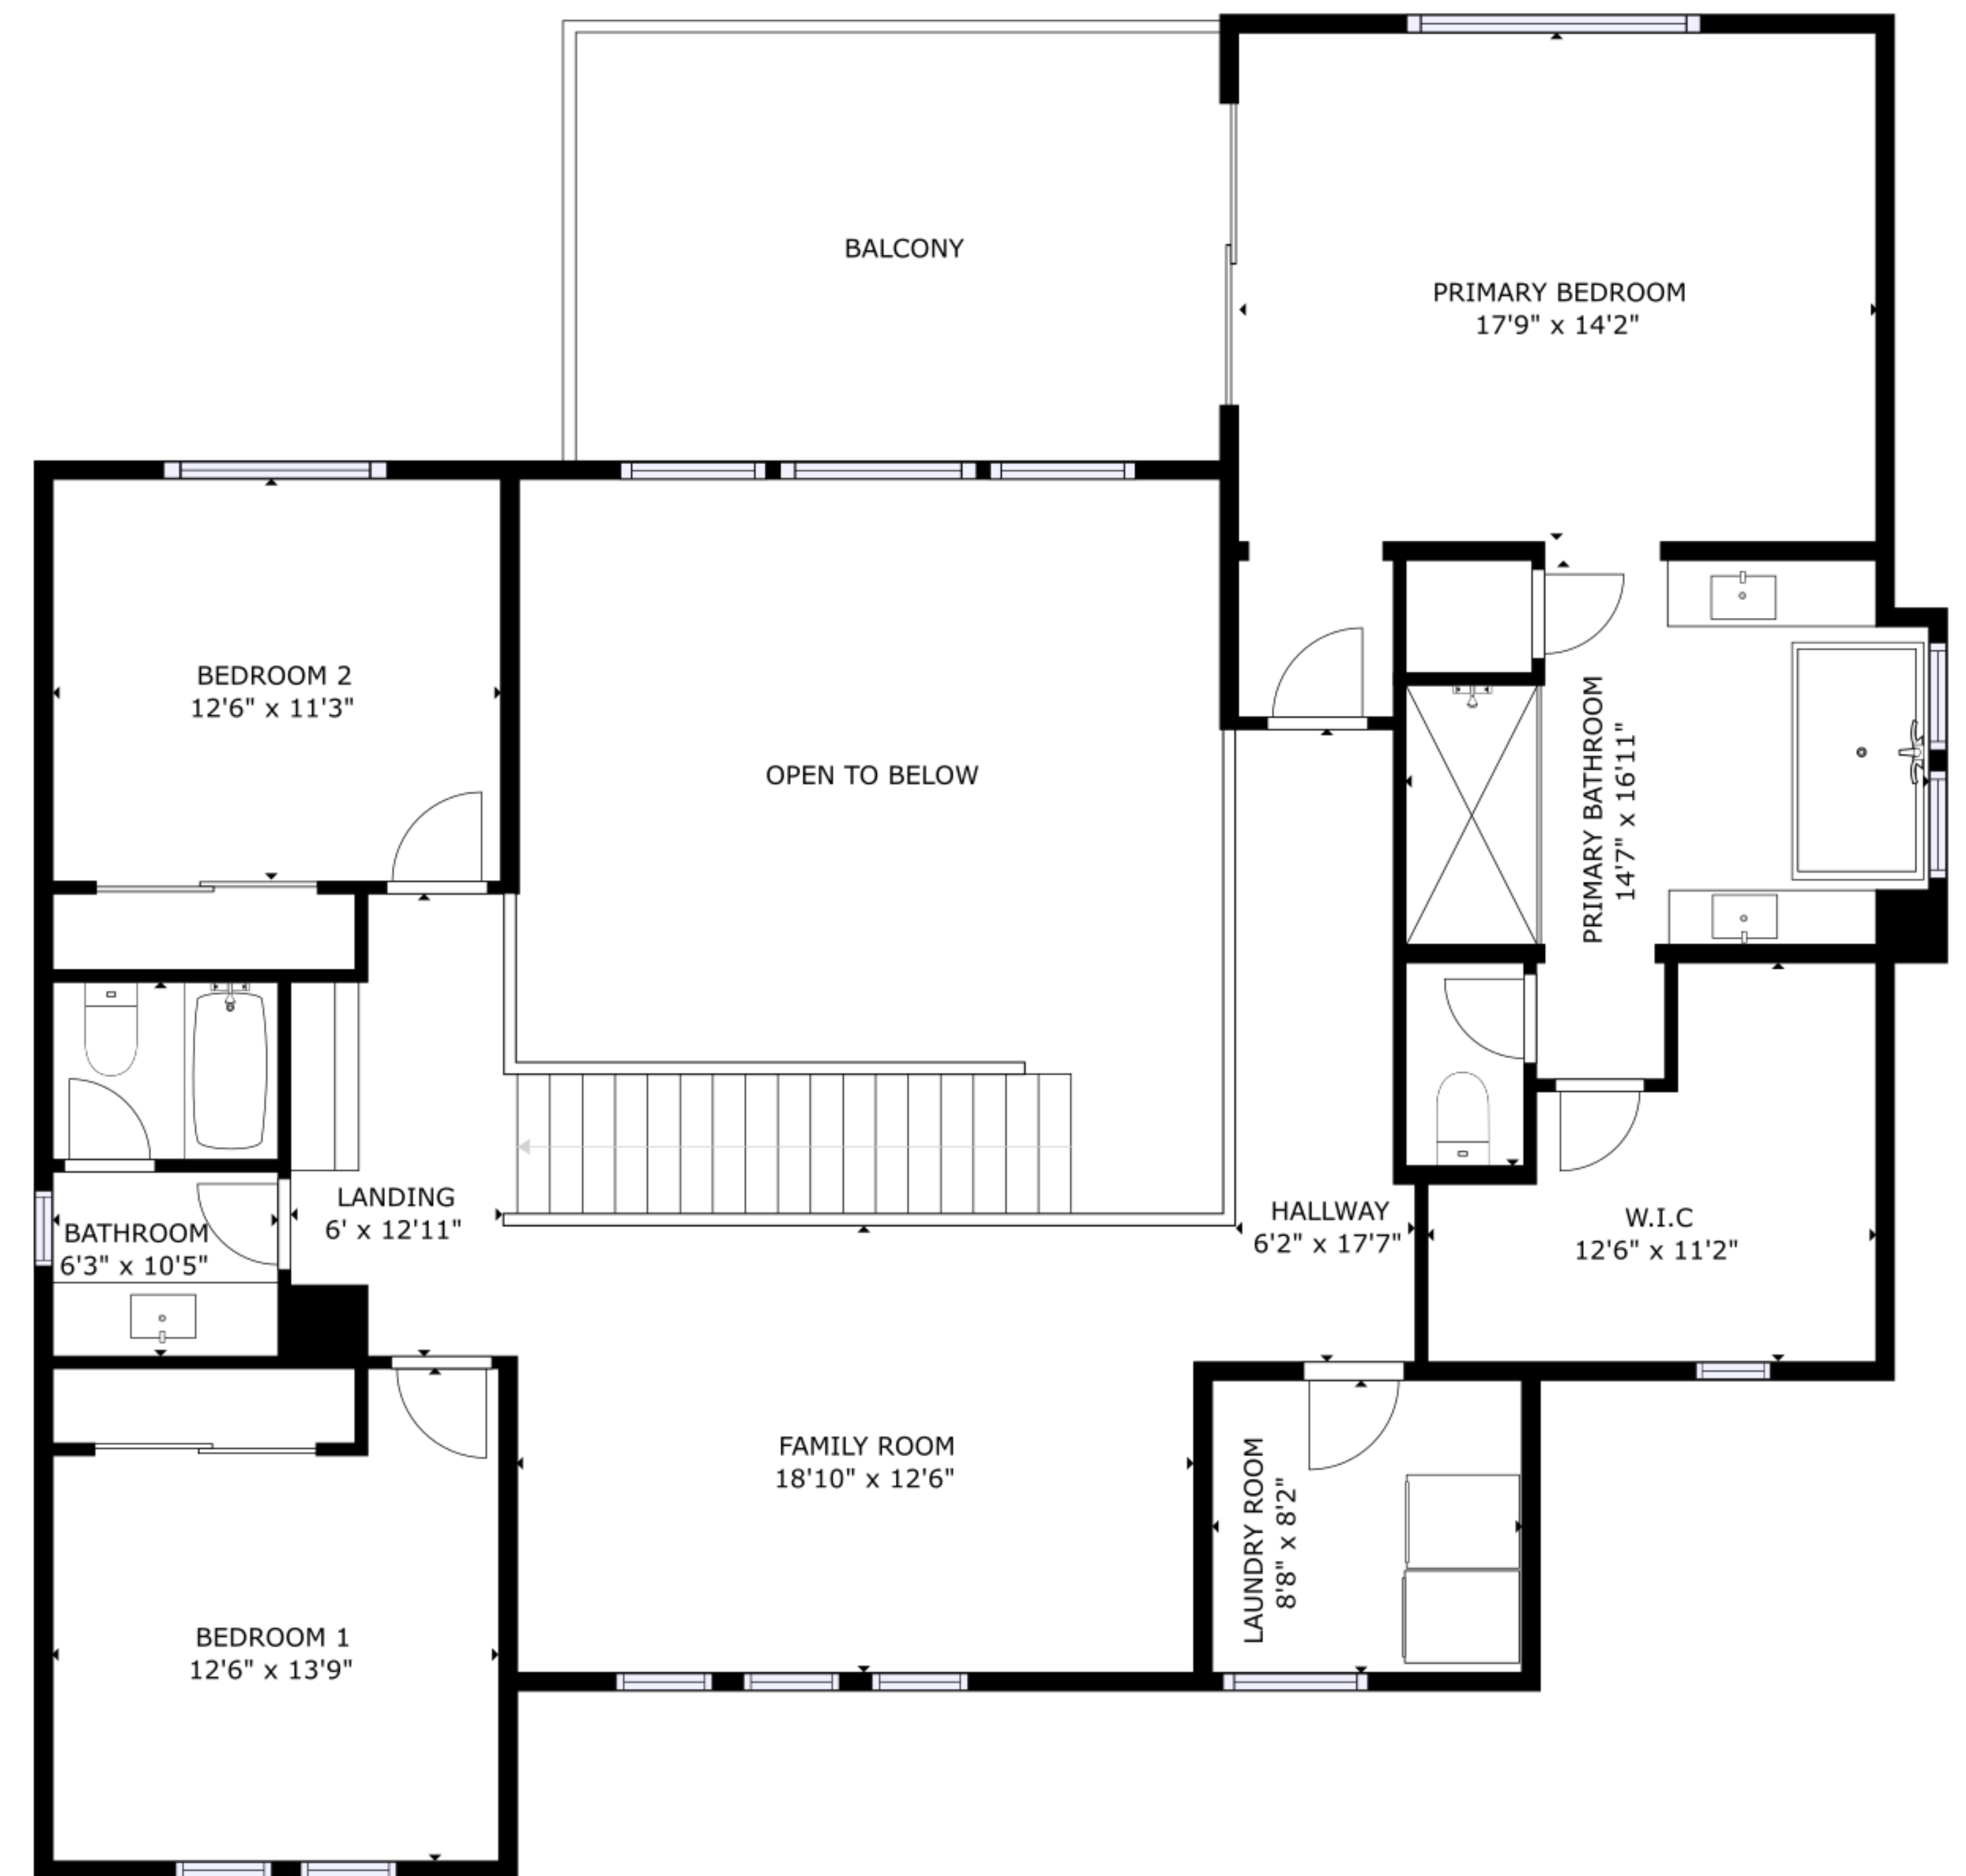 BALCONY
PRIMARY BEDROOM
17'9" x 14'2"
BEDROOM 2
12'6" x 11'3"
OPEN TO BELOW
PRIMARY BATHROOM
14'7" x 16'11"
LANDING
6' x 12'11"
BATHROOM
6'3" x 10'5"
HALLWAY
6'2" x 17'7"
W.I.C
12'6" x 11'2"
FAMILY ROOM
18'10" x 12'6"
LAUNDRY ROOM
8'8" x 8'2"
BEDROOM 1
12'6" x 13'9"